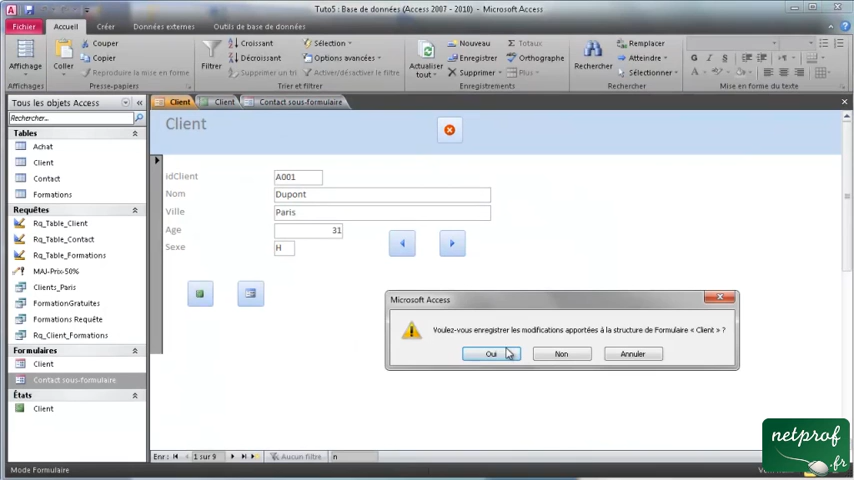 Tuto5 : Base de données (Access 2007 - 2010) - Microsoft Access
Fichier Accueil Créer Données externes Outils de base de données
Affichage
Affichages
Coller
Couper
Copier
Reproduire la mise en forme
Presse-papiers
Filtrer
Croissant
Décroissant
Supprimer un tri
Sélection
Options avancées
Activer/désactiver le filtre
Trier et filtrer
Actualiser tout
Nouveau
Enregistrer
Supprimer
Totaux
Orthographe
Enregistrements
Rechercher
Remplacer
Atteindre
Sélectionner
Rechercher
G I S
Mise en forme du texte
Tous les objets Access
Rechercher...
Tables
Achat
Client
Contact
Formations
Requêtes
Rq_Table_Client
Rq_Table_Contact
Rq_Table_Formations
MAJ-Prix-50%
Clients_Paris
FormationGratuites
Formations Requête
Rq_Client_Formations
Formulaires
Client
Contact sous-formulaire
États
Client
Client Client Contact sous-formulaire
Client
idClient A001
Nom Dupont
Ville Paris
Age 31
Sexe H
Microsoft Access
Voulez-vous enregistrer les modifications apportées à la structure de Formulaire « Client » ?
Oui Non Annuler
Enr : 1 sur 9 Aucun filtre n
Mode Formulaire
netprof
.fr